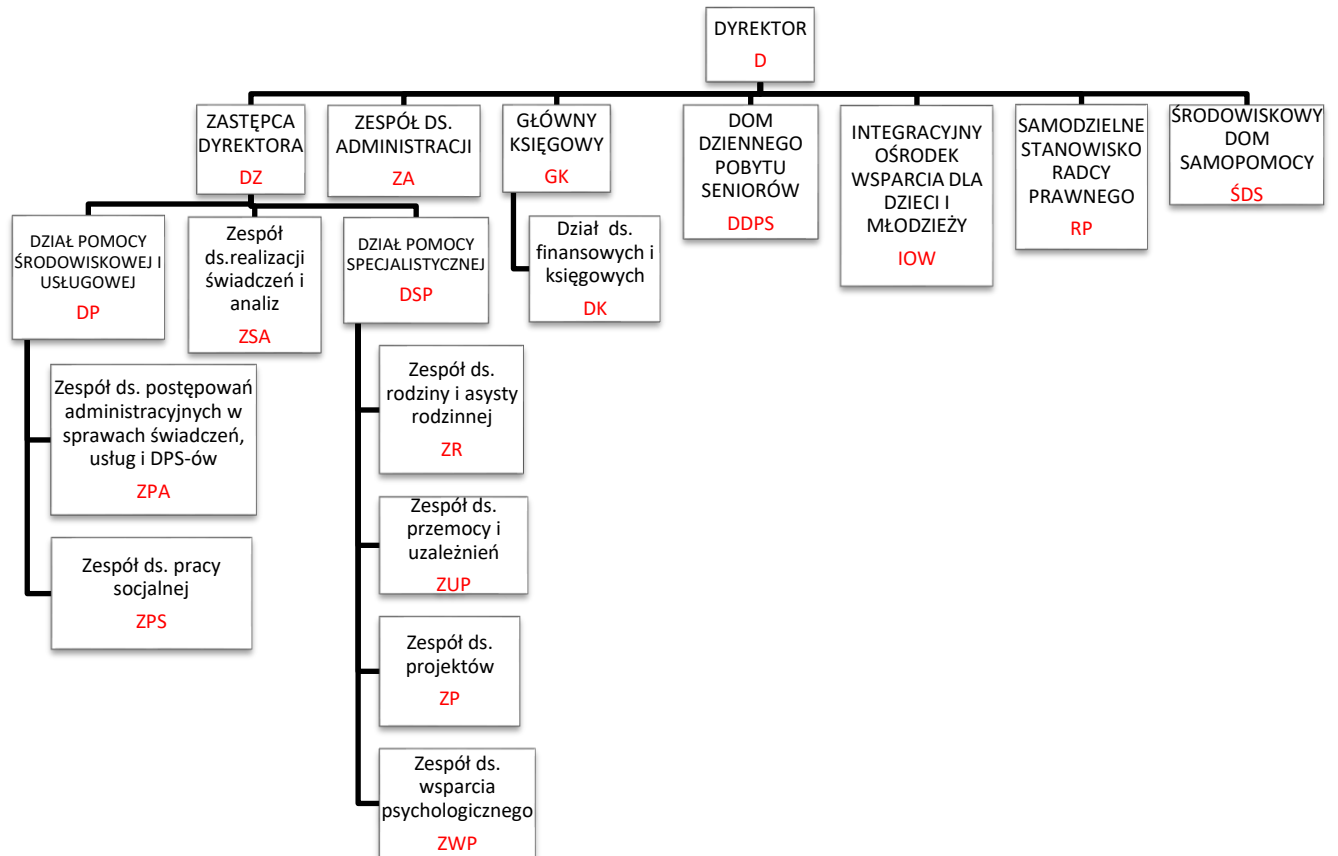 DYREKTOR
D
ZASTĘPCA
DYREKTORA
DZ
ZESPÓŁ DS.
ADMINISTRACJI
ZA
GŁÓWNY
KSIĘGOWY
GK
DOM
DZIENNEGO
POBYTU
SENIORÓW
DDPS
INTEGRACYJNY
OŚRODEK
WSPARCIA DLA
DZIECI I
MŁODZIEŻY
IOW
SAMODZIELNE
STANOWISKO
RADCY
PRAWNEGO
RP
ŚRODOWISKOWY
DOM
SAMOPOMOCY
ŚDS
DZIAŁ POMOCY
ŚRODOWISKOWEJ I
USŁUGOWEJ
DP
Zespół
ds.realizacji
świadczeń i
analiz
ZSA
DZIAŁ POMOCY
SPECJALISTYCZNEJ
DSP
Dział ds.
finansowych i
księgowych
DK
Zespół ds. postępowań
administracyjnych w
sprawach świadczeń,
usług i DPS-ów
ZPA
Zespół ds. pracy
socjalnej
ZPS
Zespół ds.
rodziny i asysty
rodzinnej
ZR
Zespół ds.
przemocy i
uzależnień
ZUP
Zespół ds.
projektów
ZP
Zespół ds.
wsparcia
psychologicznego
ZWP